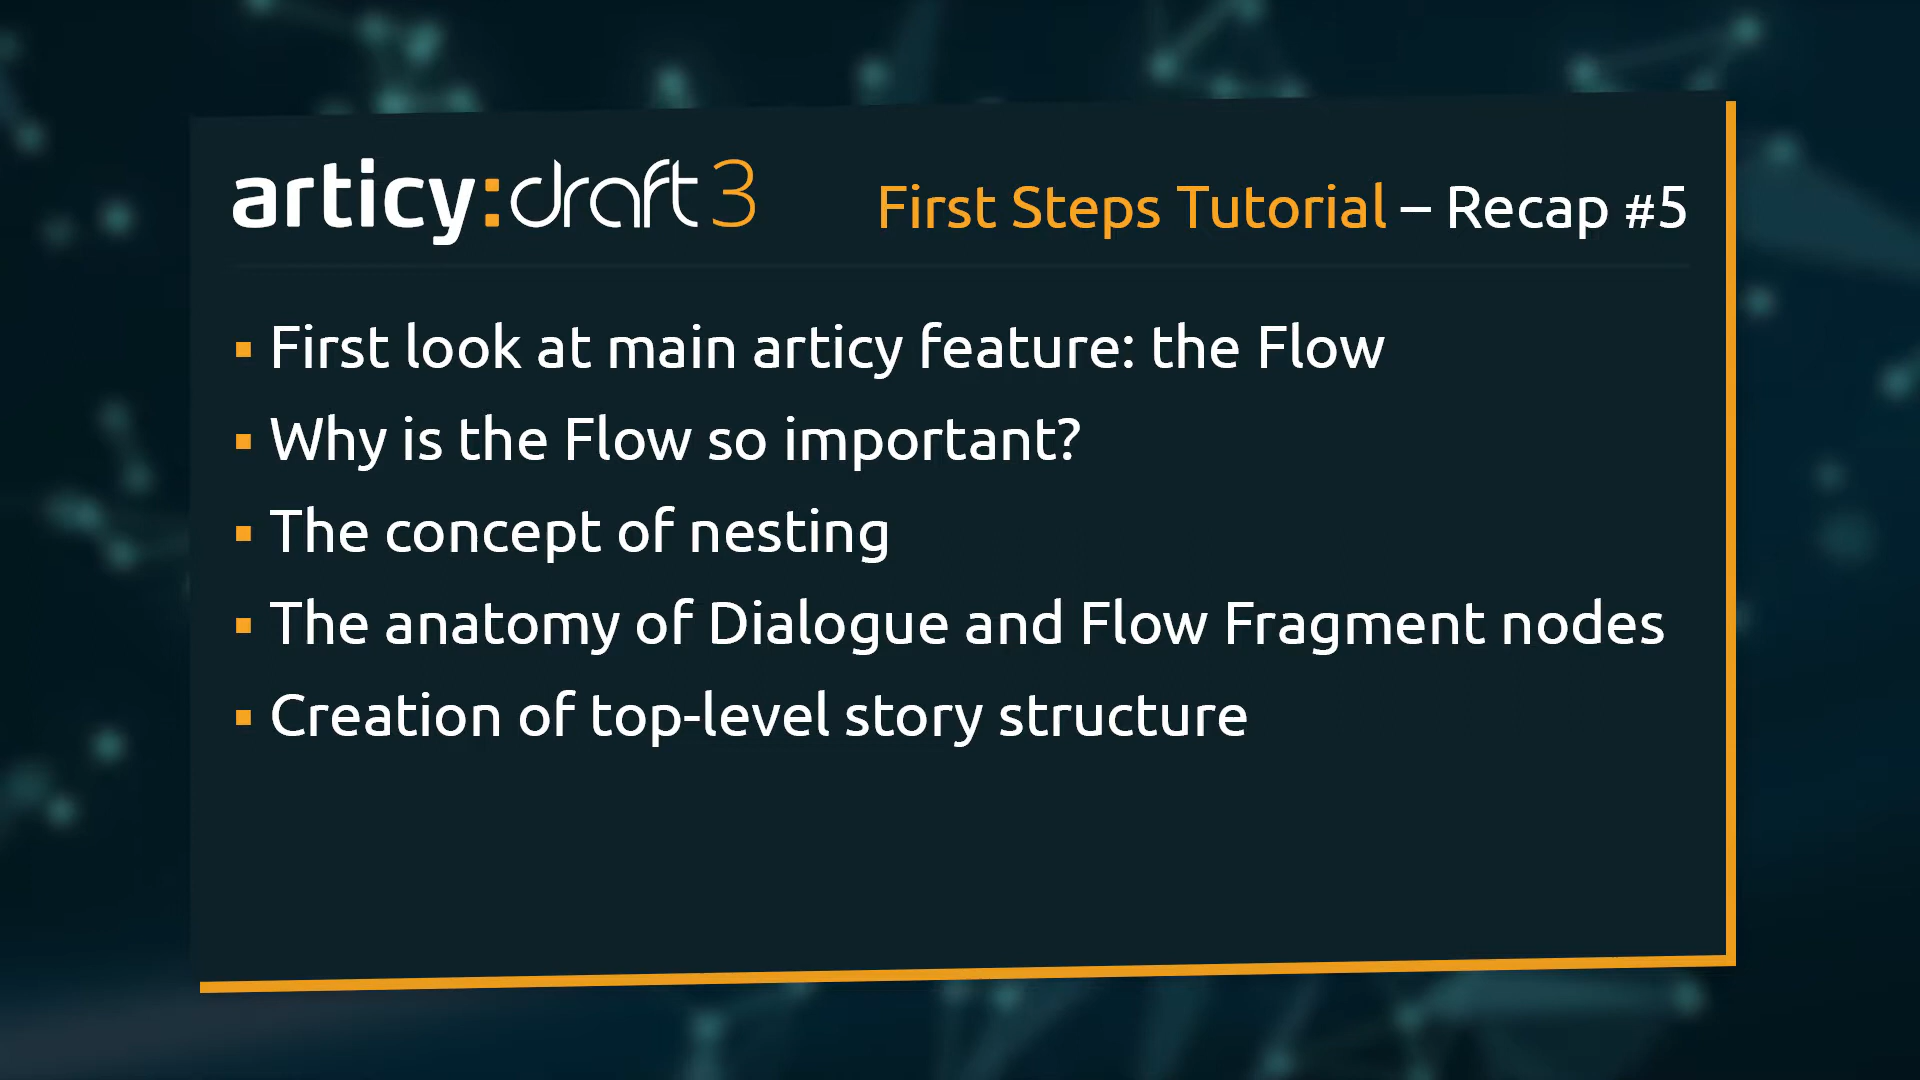 articy:draft 3
First Steps Tutorial – Recap #5
▪ First look at main articy feature: the Flow
▪ Why is the Flow so important?
▪ The concept of nesting
▪ The anatomy of Dialogue and Flow Fragment nodes
▪ Creation of top-level story structure